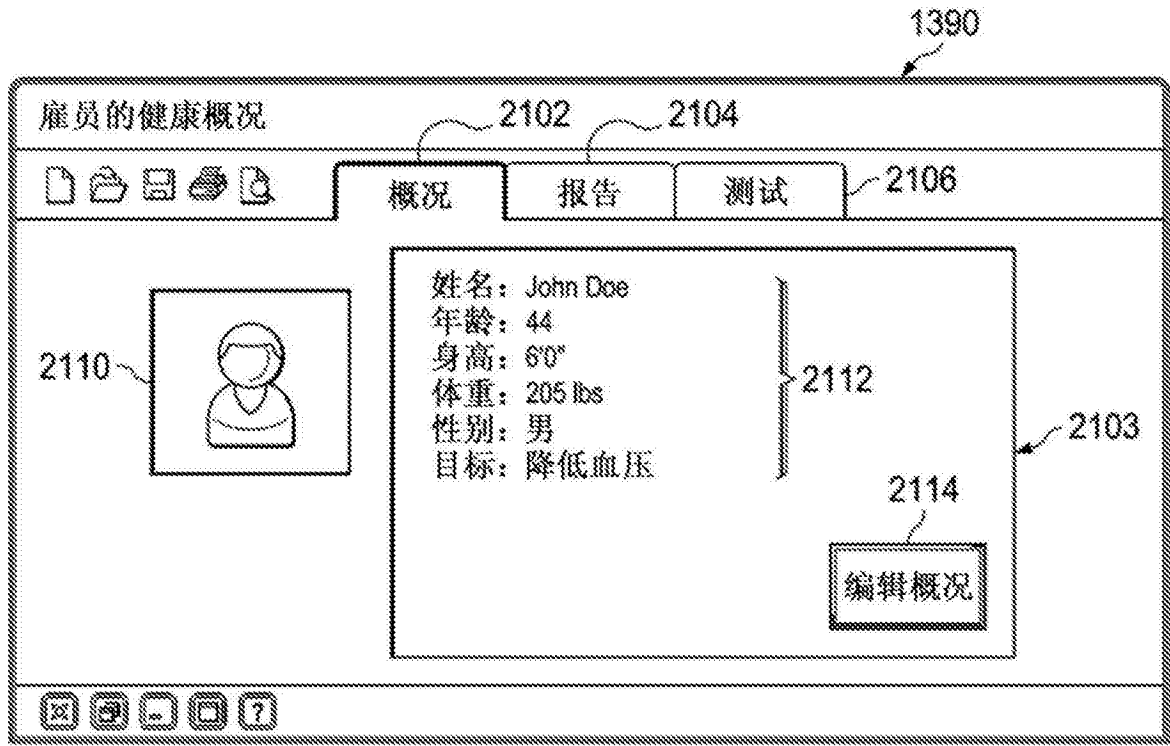 1390
雇员的健康概况
2102
2104
概况
报告
测试
2106
姓名：John Doe
年龄：44
身高：6'0"
体重：205 lbs
性别：男
目标：降低血压
2110
2112
2103
2114
编辑概况
?